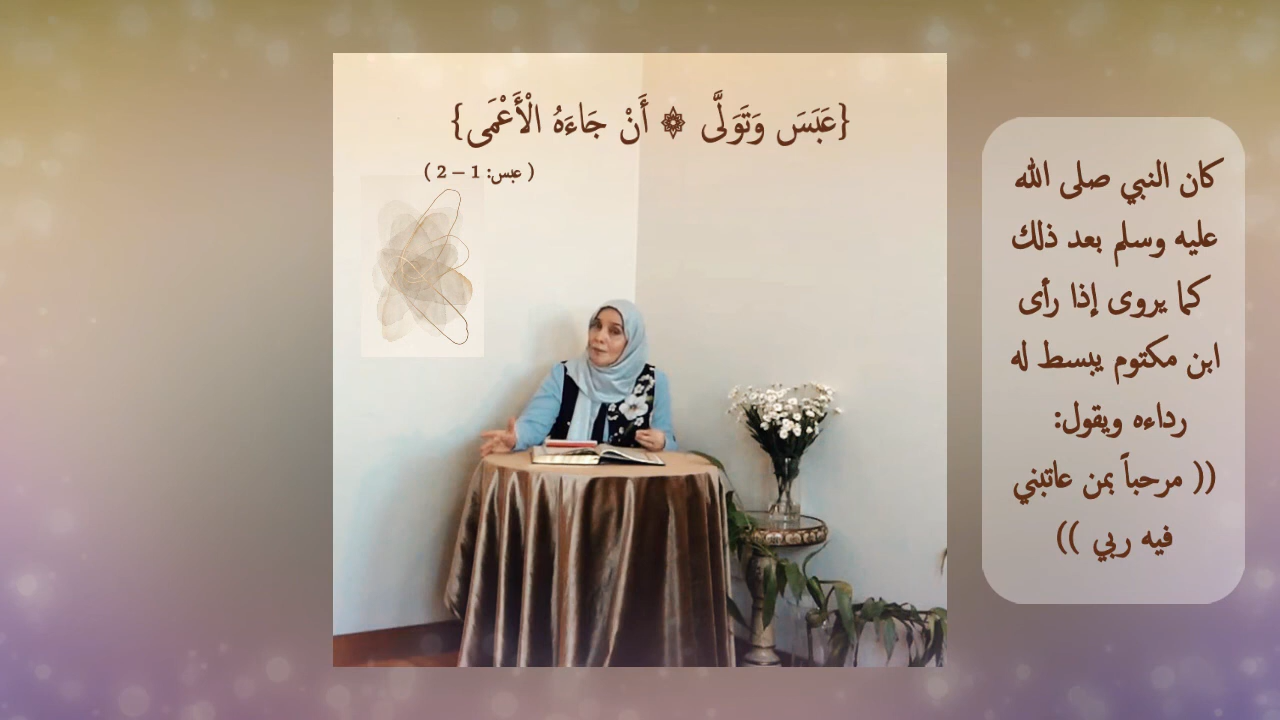 {عَبَسَ وَتَوَلَّى ۞ أَنْ جَاءَهُ الْأَعْمَى}
( عبس: 1 – 2 )
كان النبي صلى الله
عليه وسلم بعد ذلك
كما يروى إذا رأى
ابن مكتوم يبسط له
رداءه ويقول:
(( مرحباً بمن عاتبني
فيه ربي ))